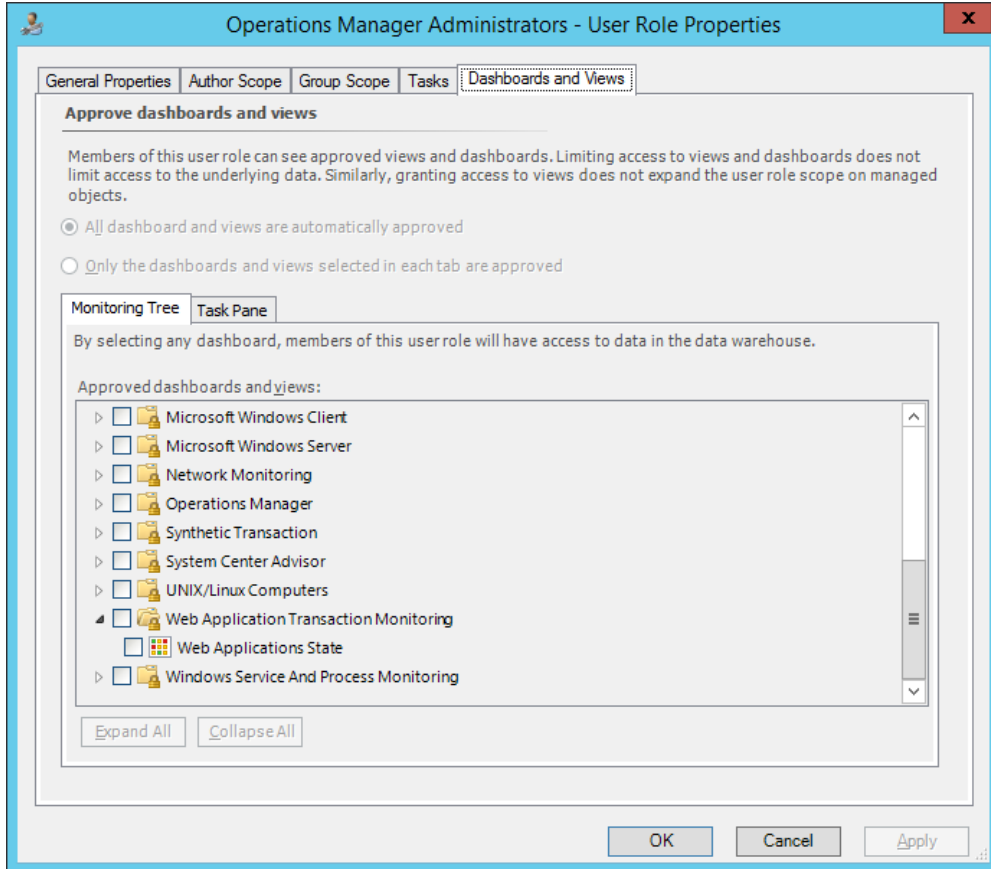 Operations Manager Administrators - User Role Properties
x
General Properties
Author Scope
Group Scope
Tasks
Dashboards and Views
Approve dashboards and views
Members of this user role can see approved views and dashboards. Limiting access to views and dashboards does not
limit access to the underlying data. Similarly, granting access to views does not expand the user role scope on managed
objects.
All dashboard and views are automatically approved
Only the dashboards and views selected in each tab are approved
Monitoring Tree
Task Pane
By selecting any dashboard, members of this user role will have access to data in the data warehouse.
Approved dashboards and views:
Microsoft Windows Client
Microsoft Windows Server
Network Monitoring
Operations Manager
Synthetic Transaction
System Center Advisor
UNIX/Linux Computers
Web Application Transaction Monitoring
Web Applications State
Windows Service And Process Monitoring
Expand All
Collapse All
OK
Cancel
Apply